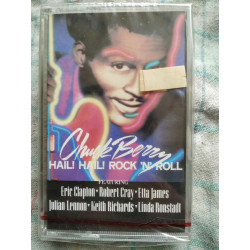 Chuck Berry
HAIL! HAIL! ROCK 'N' ROLL
FEATURING
Eric Clapton • Robert Cray • Etta James
Julian Lennon • Keith Richards • Linda Ronstadt